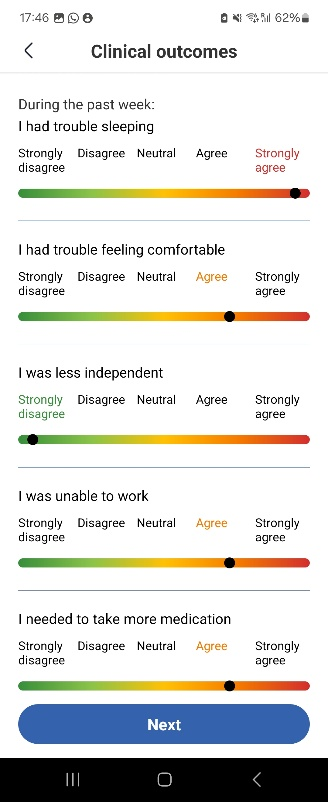 17:46 62%
Clinical outcomes
During the past week:
I had trouble sleeping
Strongly disagree Disagree Neutral Agree Strongly agree
I had trouble feeling comfortable
Strongly disagree Disagree Neutral Agree Strongly agree
I was less independent
Strongly disagree Disagree Neutral Agree Strongly agree
I was unable to work
Strongly disagree Disagree Neutral Agree Strongly agree
I needed to take more medication
Strongly disagree Disagree Neutral Agree Strongly agree
Next